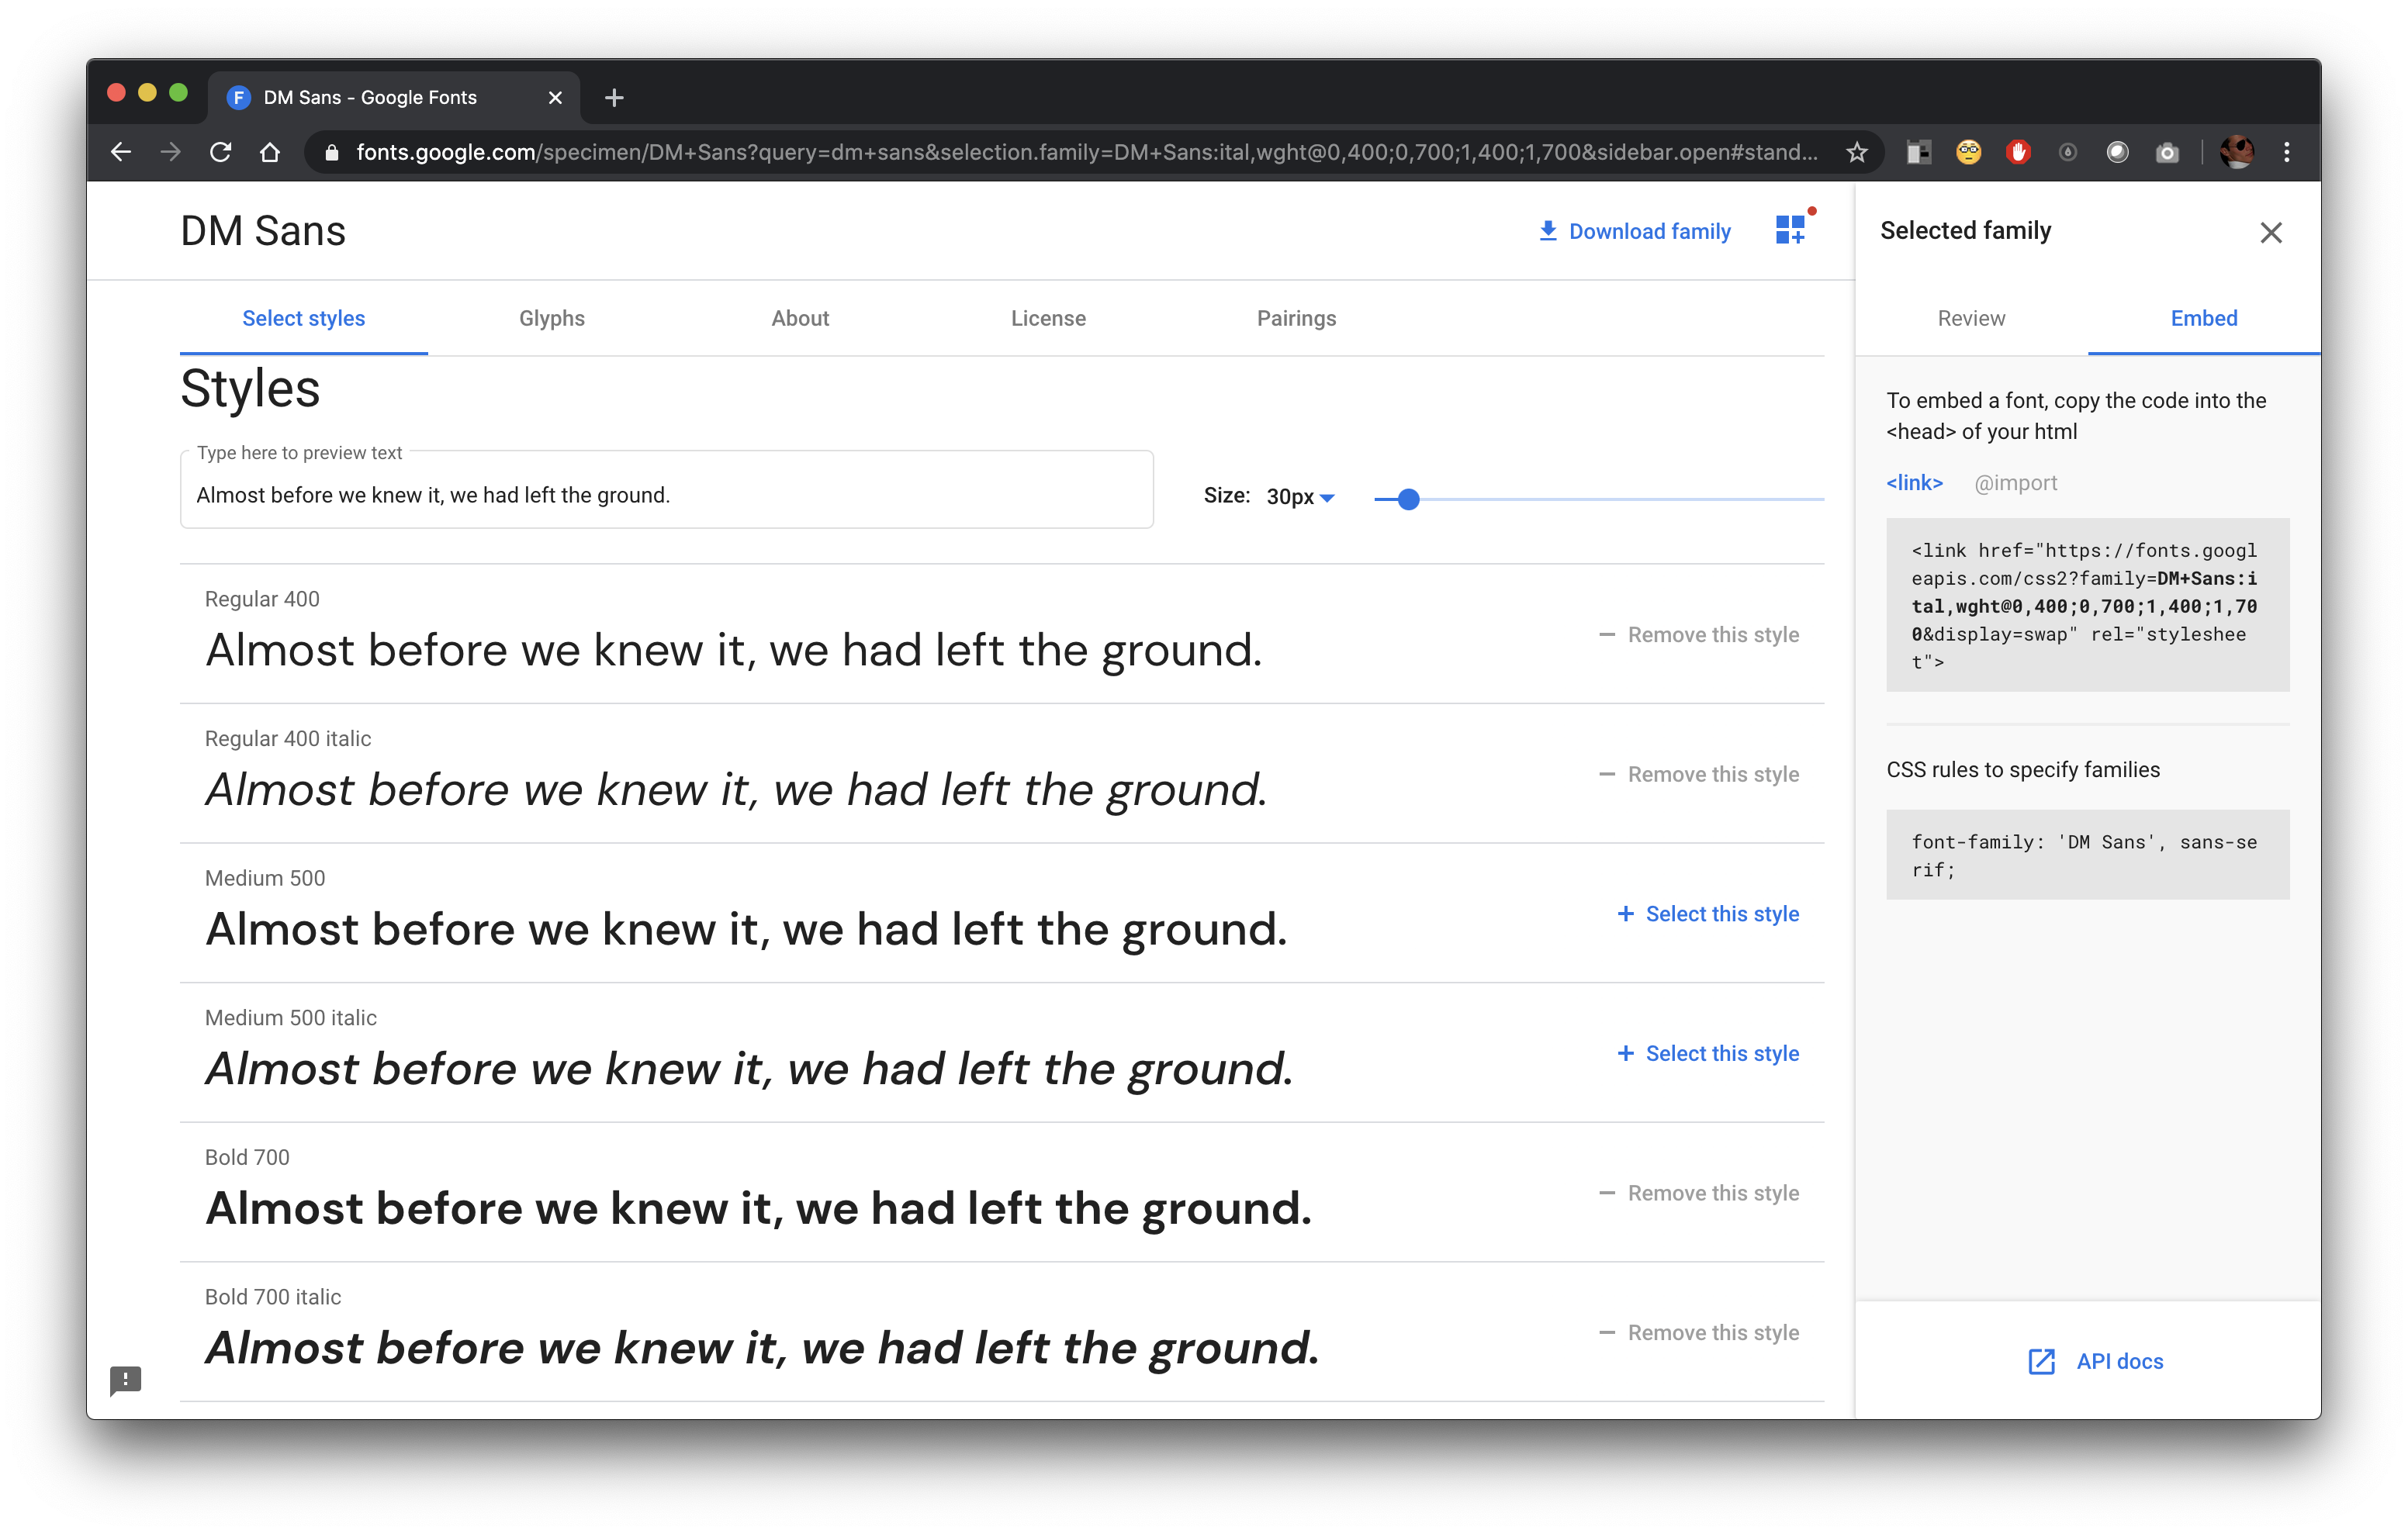 DM Sans - Google Fonts
fonts.google.com/specimen/DM+Sans?query=dm+sans&selection.family=DM+Sans:ital,wght@0,400;0,700;1,400;1,700&sidebar.open#stand...
DM Sans
Download family
Select styles
Glyphs
About
License
Pairings
Styles
Type here to preview text
Almost before we knew it, we had left the ground.
Size: 30px
Regular 400
Almost before we knew it, we had left the ground.
Remove this style
Regular 400 italic
Almost before we knew it, we had left the ground.
Remove this style
Medium 500
Almost before we knew it, we had left the ground.
Select this style
Medium 500 italic
Almost before we knew it, we had left the ground.
Select this style
Bold 700
Almost before we knew it, we had left the ground.
Remove this style
Bold 700 italic
Almost before we knew it, we had left the ground.
Remove this style
Selected family
Review
Embed
To embed a font, copy the code into the
<head> of your html
<link>
@import
<link href="https://fonts.googl
eapis.com/css2?family=DM+Sans:i
tal,wght@0,400;0,700;1,400;1,70
0&display=swap" rel="styleshee
t">
CSS rules to specify families
font-family: 'DM Sans', sans-se
rif;
API docs